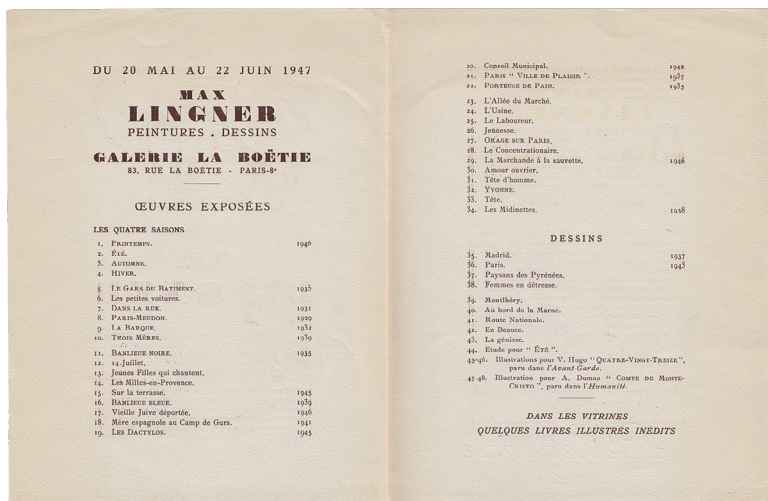 DU 20 MAI AU 22 JUIN 1947
MAX
LINGNER
PEINTURES . DESSINS
GALERIE LA BOËTIE
83, RUE LA BOETIE - PARIS-8e
ŒUVRES EXPOSÉES
LES QUATRE SAISONS
1. PRINTEMPS. 1946
2. ÉTÉ.
3. AUTOMNE.
4. HIVER.
5. LE GARS DU BATIMENT. 1935
6. Les petites voitures.
7. DANS LA RUE. 1931
8. PARIS-MEUDON. 1929
9. LA BARQUE. 1932
10. TROIS MÈRES. 1939
11. BANLIEUE NOIRE. 1935
12. 14 Juillet.
13. Jeunes Filles qui chantent.
14. Les Milles-en-Provence.
15. Sur la terrasse. 1945
16. BANLIEUE BLEUE. 1939
17. Vieille Juive déportée. 1946
18. Mère espagnole au Camp de Gurs. 1941
19. LES DACTYLOS. 1945
20. Conseil Municipal. 1942
21. PARIS " VILLE DE PLAISIR ". 1937
22. PORTEUSE DE PAIN. 1935
23. L'Allée du Marché.
24. L'Usine.
25. Le Laboureur.
26. Jeunesse.
27. ORAGE SUR PARIS.
28. Le Concentrationaire.
29. La Marchande à la sauvette. 1946
30. Amour ouvrier.
31. Tête d'homme.
32. YVONNE.
33. Tête.
34. Les Midinettes. 1928
DESSINS
35. Madrid. 1937
36. Paris. 1943
37. Paysans des Pyrénées.
38. Femmes en détresse.
39. Montlhéry.
40. Au bord de la Marne.
41. Route Nationale.
42. En Beauce.
43. La génisse.
44. Etude pour " ÉTÉ ".
45-46. Illustrations pour V. Hugo " QUATRE-VINGT-TREIZE ",
paru dans l'Avant-Garde.
47-48. Illustration pour A. Dumas " COMTE DE MONTE-
CRISTO ", paru dans l'Humanité.
DANS LES VITRINES
QUELQUES LIVRES ILLUSTRÉS INÉDITS